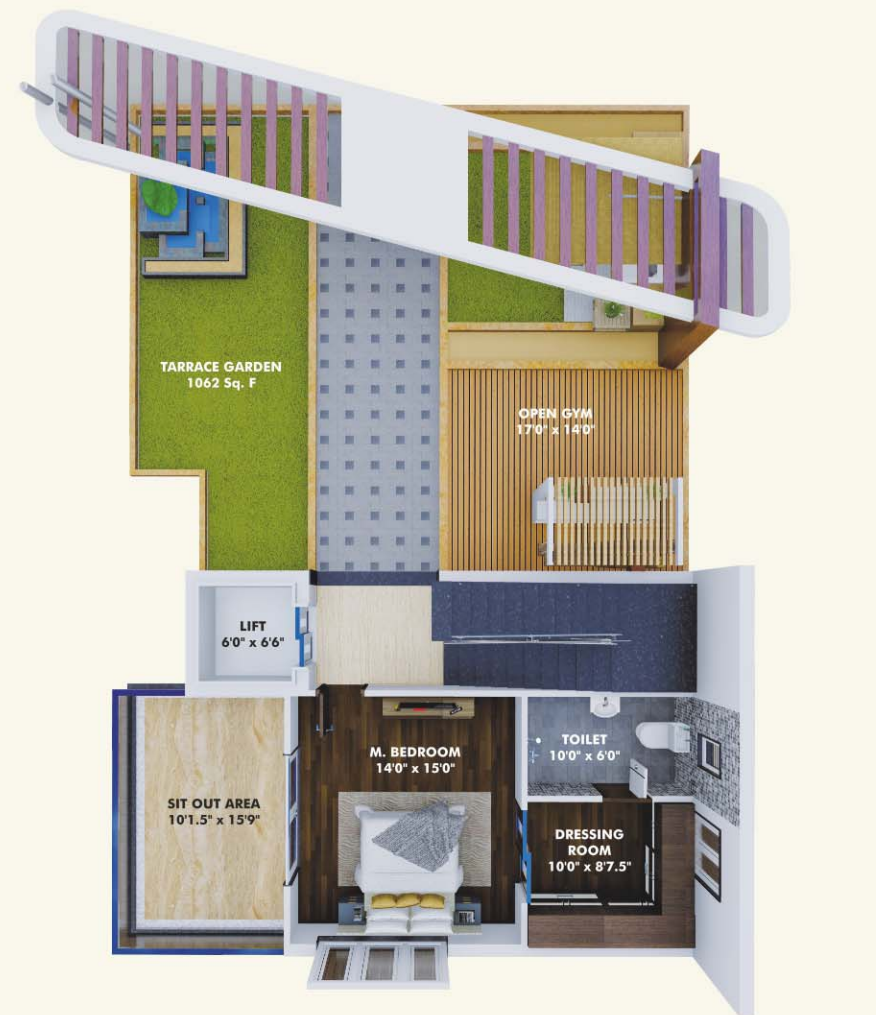 TARRACE GARDEN
1062 Sq. F
OPEN GYM
17'0" x 14'0"
LIFT
6'0" x 6'6"
M. BEDROOM
14'0" x 15'0"
TOILET
10'0" x 6'0"
SIT OUT AREA
10'1.5" x 15'9"
DRESSING
ROOM
10'0" x 8'7.5"